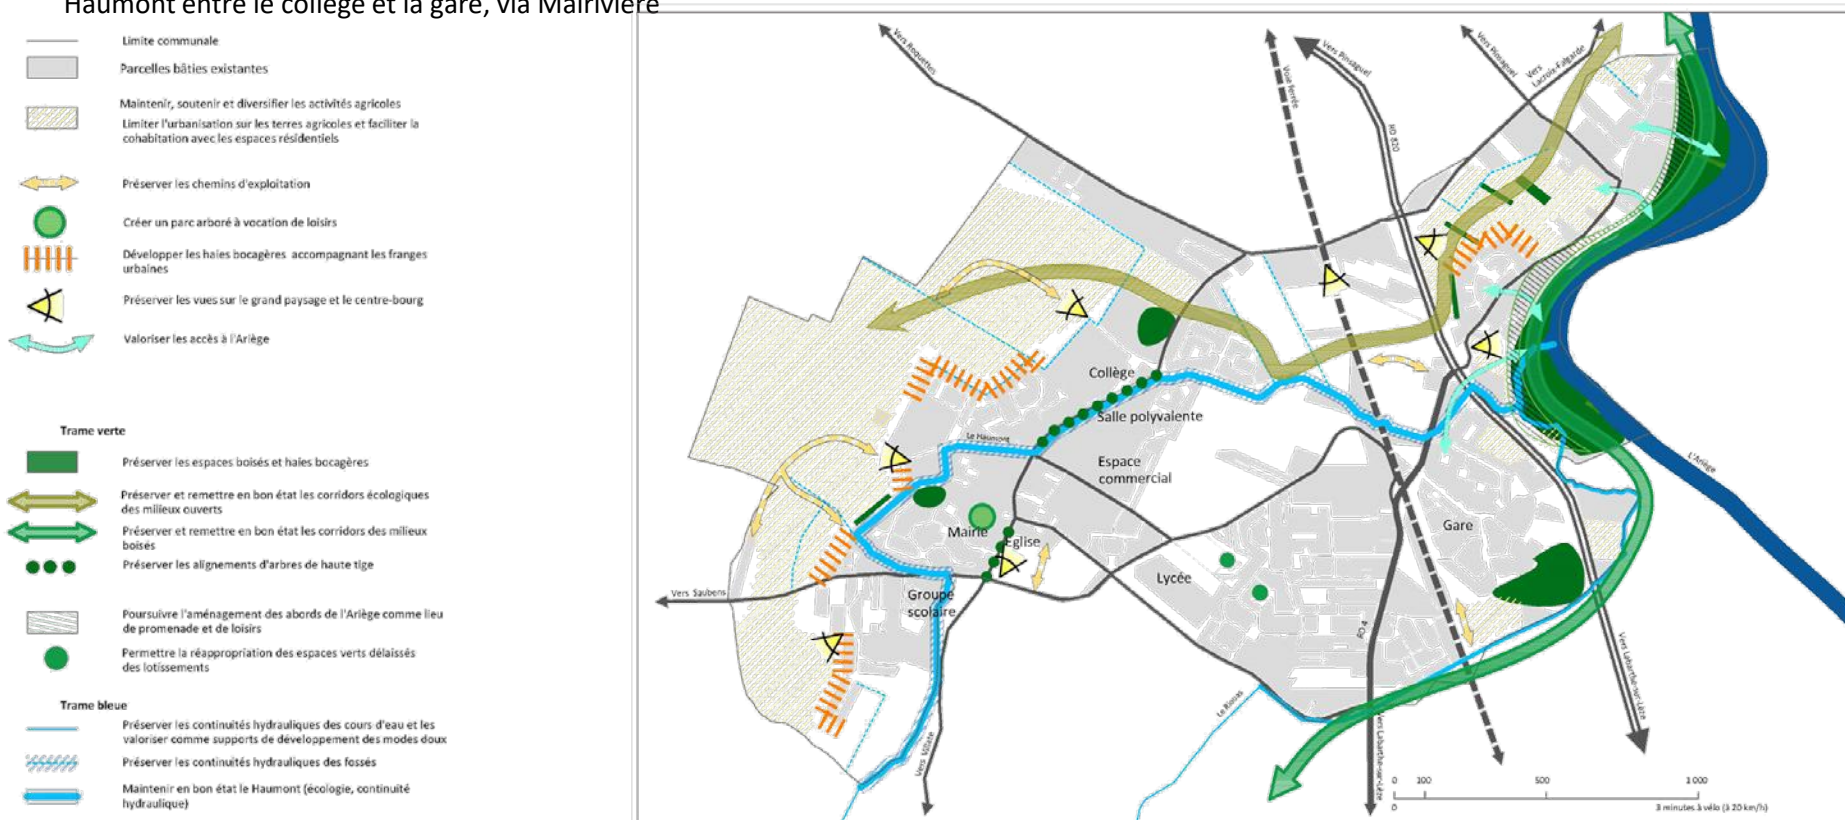 Haumont entre le collège et la gare, via Mairivière
Limite communale
Parcelles bâties existantes
Maintenir, soutenir et diversifier les activités agricoles
Limiter l'urbanisation sur les terres agricoles et faciliter la
cohabitation avec les espaces résidentiels
Préserver les chemins d'exploitation
Créer un parc arboré à vocation de loisirs
Développer les haies bocagères accompagnant les franges
urbaines
Préserver les vues sur le grand paysage et le centre-bourg
Valoriser les accès à l'Ariège
Trame verte
Préserver les espaces boisés et haies bocagères
Préserver et remettre en bon état les corridors écologiques
des milieux ouverts
Préserver et remettre en bon état les corridors des milieux
boisés
Préserver les alignements d'arbres de haute tige
Poursuivre l'aménagement des abords de l'Ariège comme lieu
de promenade et de loisirs
Permettre la réappropriation des espaces verts délaissés
des lotissements
Trame bleue
Préserver les continuités hydrauliques des cours d'eau et les
valoriser comme supports de développement des modes doux
Préserver les continuités hydrauliques des fossés
Maintenir en bon état le Haumont (écologie, continuité
hydraulique)
Vers Roquettes
Voie ferrée
Vers Pinsaguel
RD 820
Vers Pinsaguel
Vers
Lacroix-Falgarde
Collège
Salle polyvalente
Le Haumont
Espace
commercial
L'Ariège
Mairie
Eglise
Gare
Lycée
Vers Saubens
Groupe
scolaire
RD 4
Le Rioulas
Vers Villate
Vers Labarthe-sur-Lèze
Vers Labarthe-sur-Lèze
0 100 500 1 000
0 3 minutes à vélo (à 20 km/h)